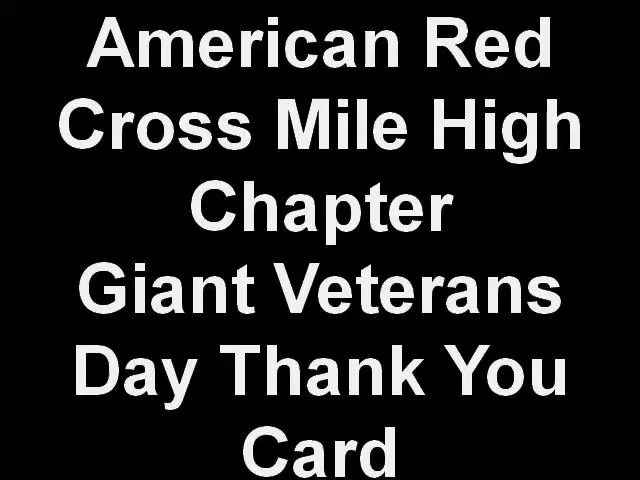 American Red
Cross Mile High
Chapter
Giant Veterans
Day Thank You
Card